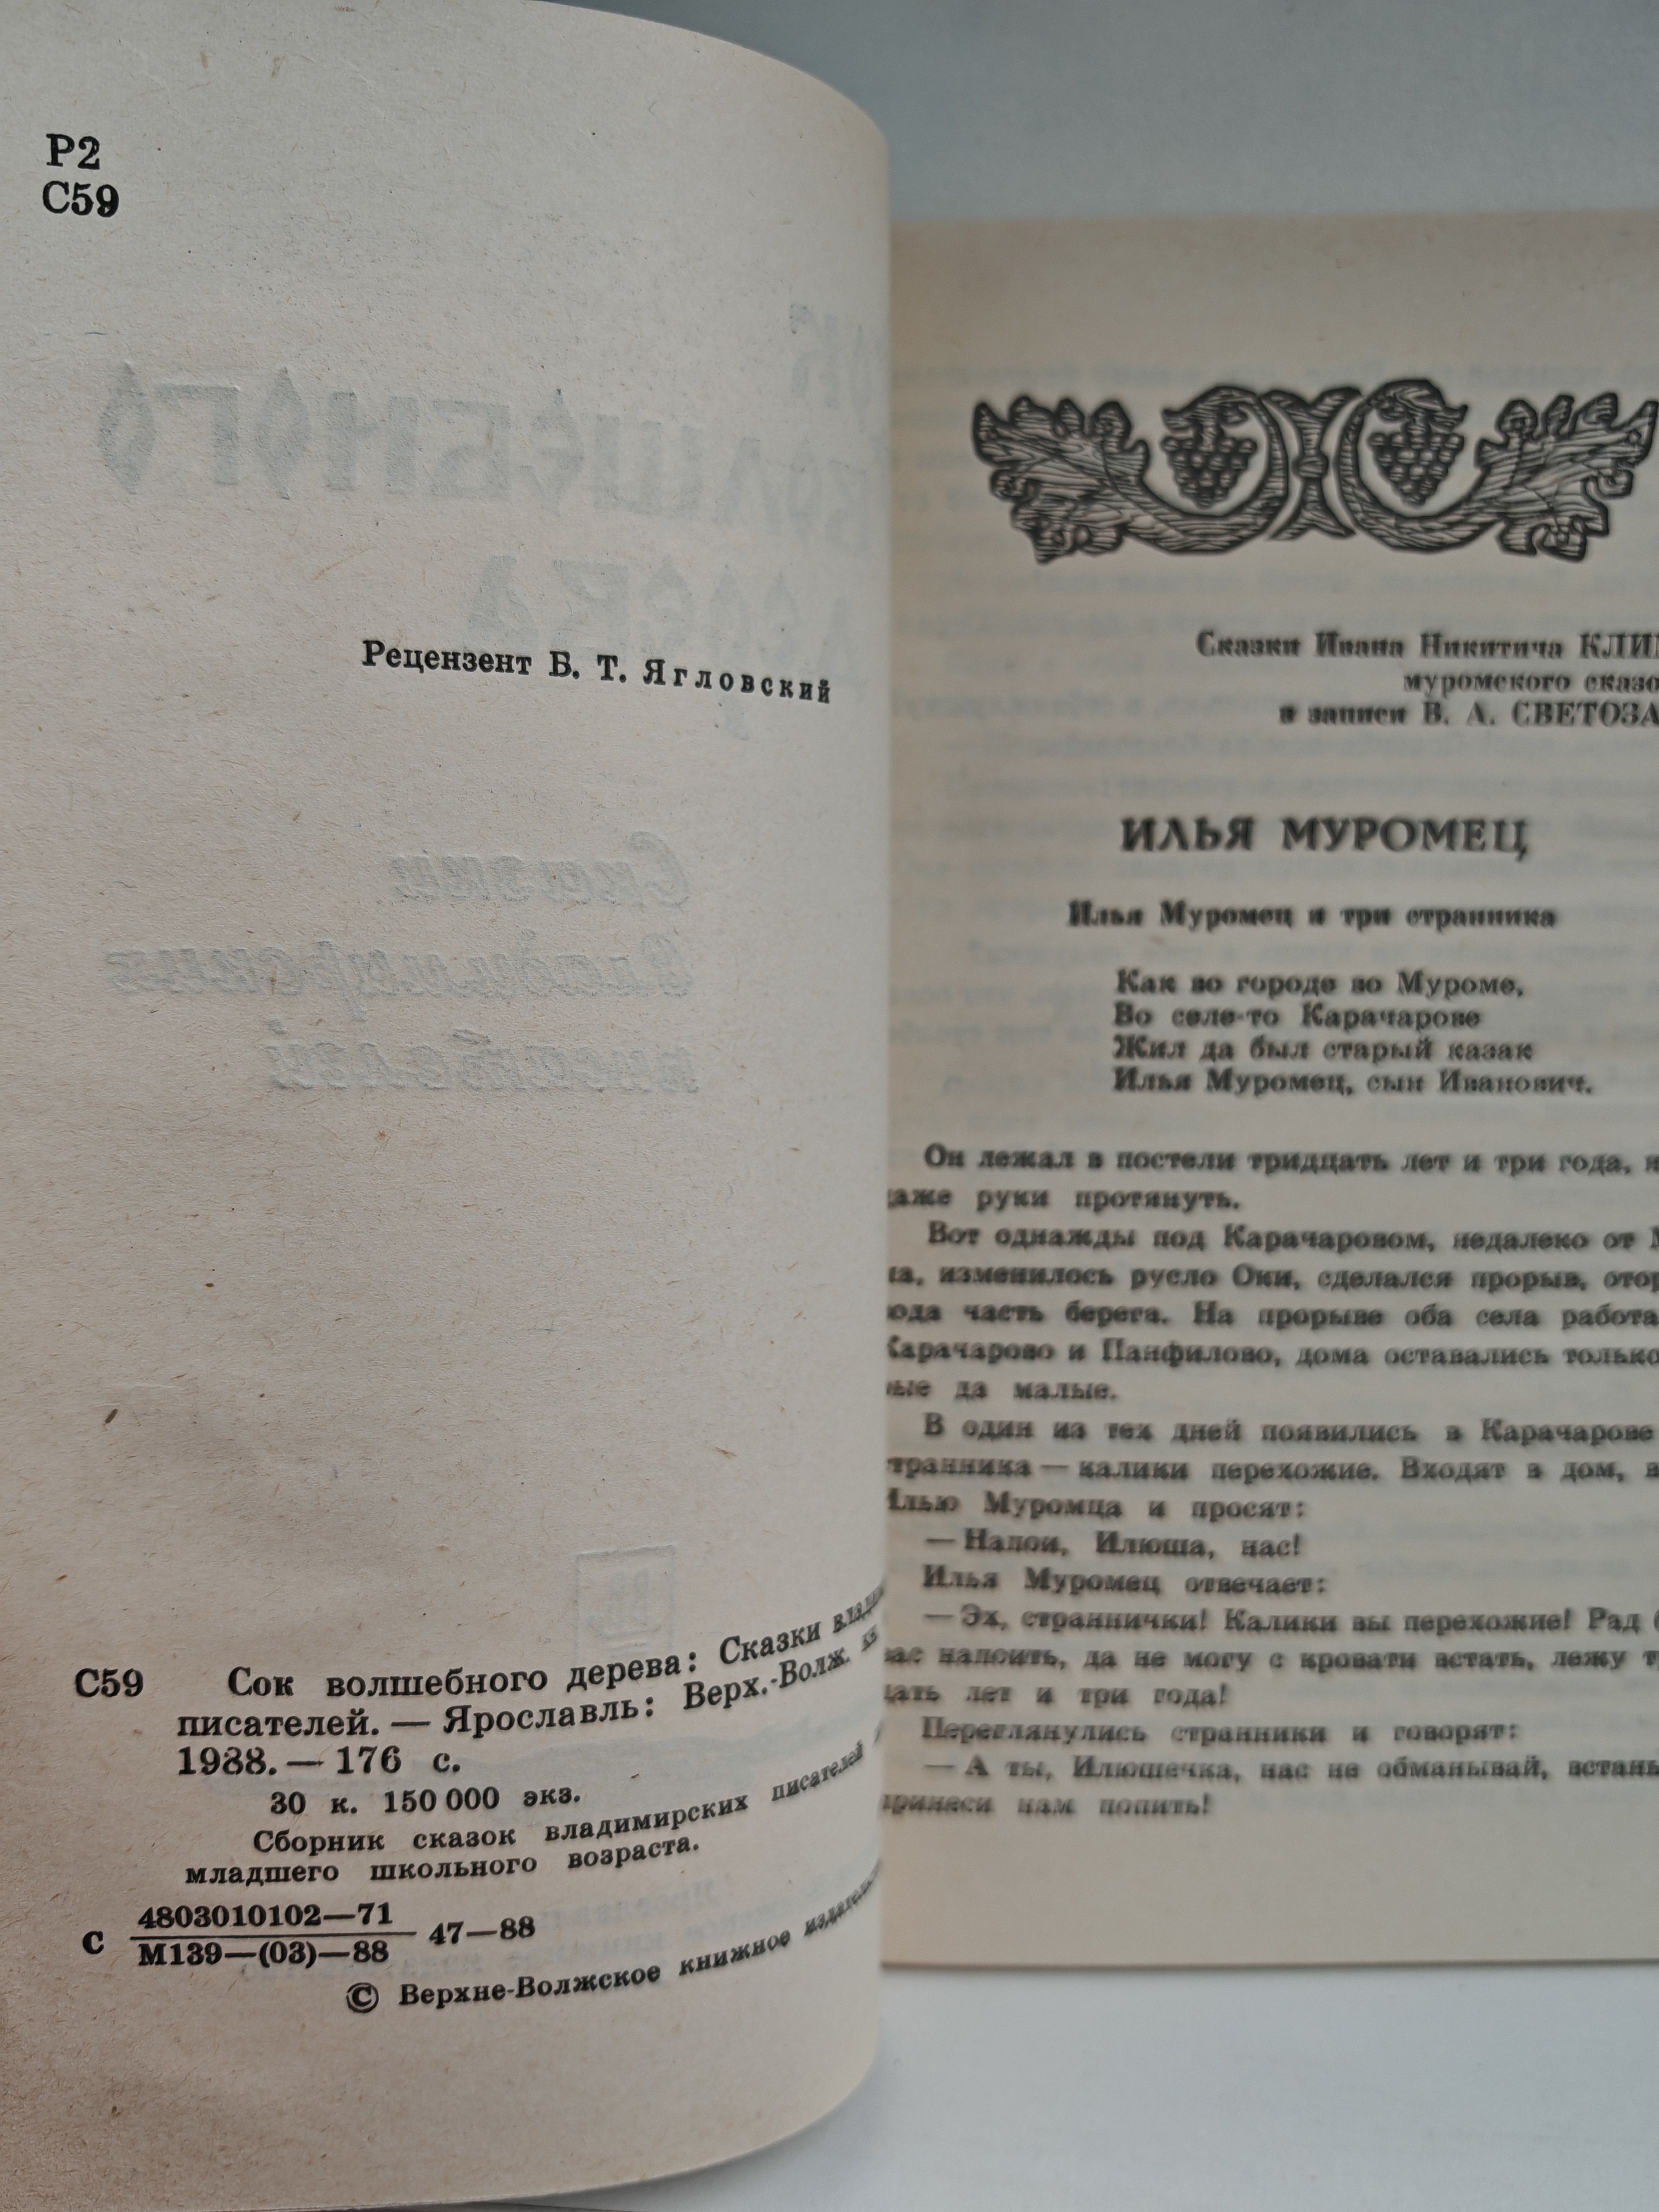 Р2
С59
Рецензент Б. Т. Ягловский
С59 Сок волшебного дерева: Сказки
писателей. — Ярославль: Верх.-Волж.
1988. — 176 с.
30 к. 150 000 экз.
Сборник сказок владимирских писателей
младшего школьного возраста.
С 4803010102—71
М139—(03)—88 47—88
© Верхне-Волжское книжное
Сказки Ивана Никитича
муромского
в записи В. А.
ИЛЬЯ МУРОМЕЦ
Илья Муромец и три странника
Как во городе во Муроме,
Во селе-то Карачарове
Жил да был старый казак
Илья Муромец, сын Иванович.
Он лежал в постели тридцать лет и три года,
даже руки протянуть.
Вот однажды под Карачаровом, недалеко от
изменилось русло Оки, сделался прорыв,
часть берега. На прорыве оба села
Карачарово и Панфилово, дома оставались только
да малые.
В один из тех дней появились в Карачарове
странника — калики перехожие. Входят в дом,
Илью Муромца и просят:
— Напои, Илюша, нас!
Илья Муромец отвечает:
— Эх, страннички! Калики вы перехожие! Рад
вас напоить, да не могу с кровати встать, лежу
лет и три года!
Переглянулись странники и говорят:
— А ты, Илюшечка, нас не обманывай, встань
принеси нам попить!